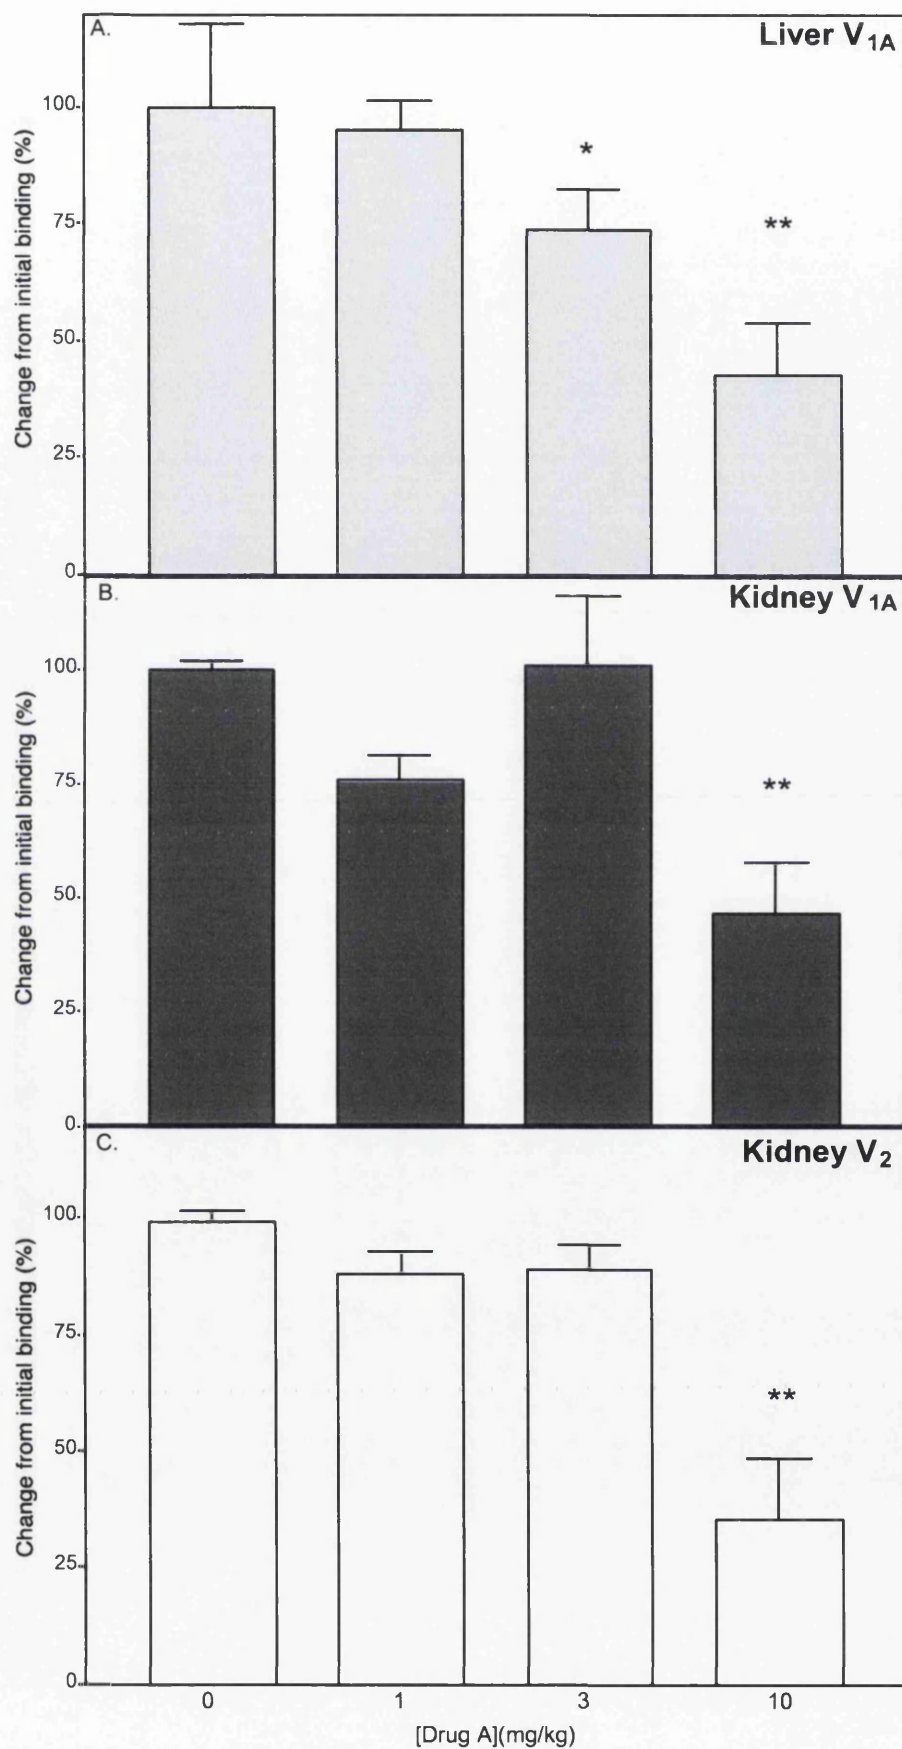 A.
Liver V1A
Change from initial binding (%)
100
75
50
25
0
*
**
B.
Kidney V1A
Change from initial binding (%)
100
75
50
25
0
**
C.
Kidney V2
Change from initial binding (%)
100
75
50
25
0
**
0 1 3 10
[Drug A](mg/kg)